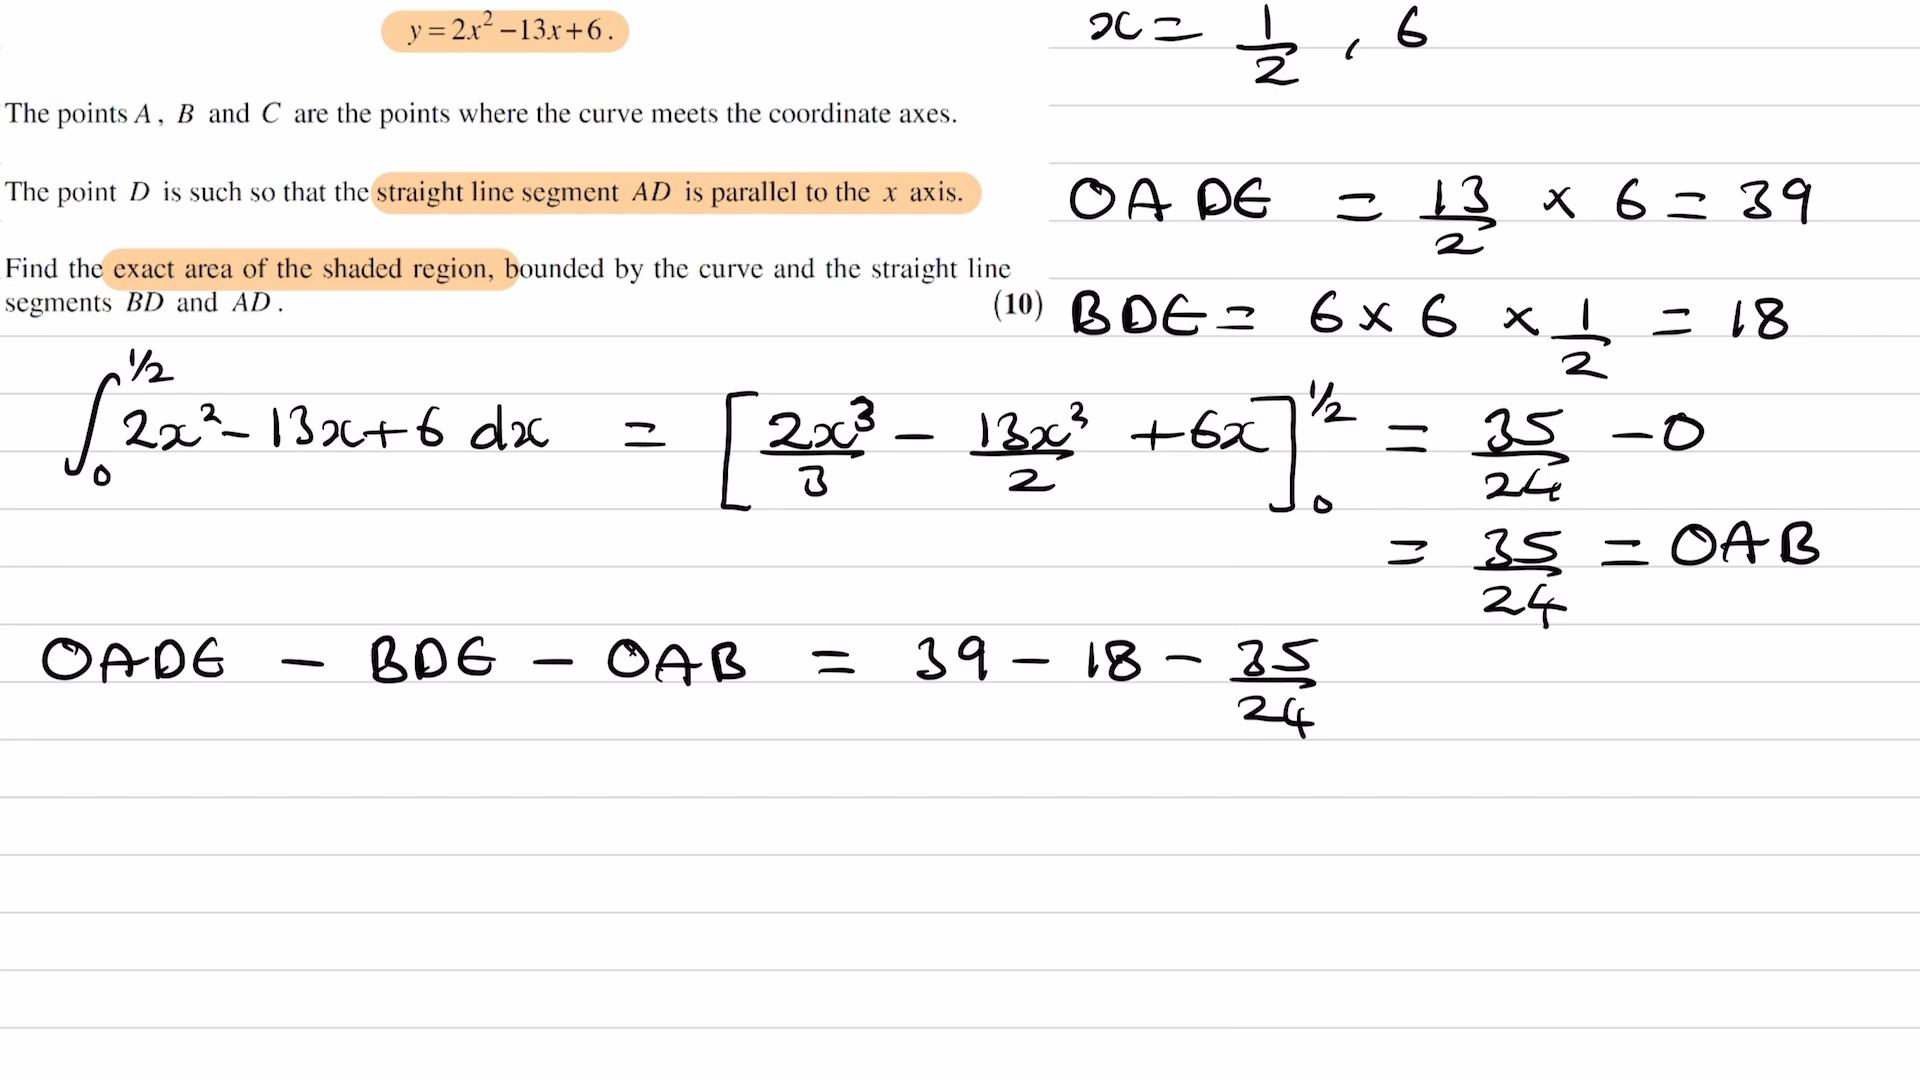 y = 2x² − 13x + 6.
The points A, B and C are the points where the curve meets the coordinate axes.
The point D is such so that the straight line segment AD is parallel to the x axis.
Find the exact area of the shaded region, bounded by the curve and the straight line
segments BD and AD. (10)
x = 1/2, 6
OADE = 13/2 × 6 = 39
BDE = 6 × 6 × 1/2 = 18
∫₀^{1/2} 2x² − 13x + 6 dx = [2x³/3 − 13x³/2 + 6x]₀^{1/2} = 35/24 − 0
= 35/24 = OAB
OADE − BDE − OAB = 39 − 18 − 35/24